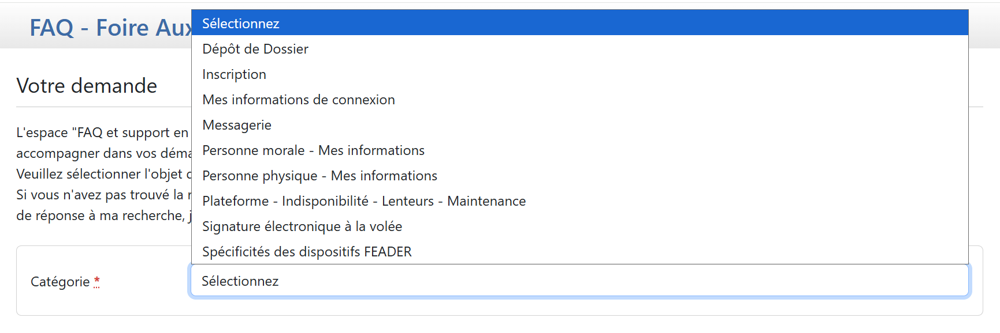 FAQ - Foire Aux
Sélectionnez
Dépôt de Dossier
Inscription
Mes informations de connexion
Messagerie
Personne morale - Mes informations
Personne physique - Mes informations
Plateforme - Indisponibilité - Lenteurs - Maintenance
Signature électronique à la volée
Spécificités des dispositifs FEADER
Votre demande
L'espace "FAQ et support en
accompagner dans vos
Veuillez sélectionner l'objet
Si vous n'avez pas trouvé la
de réponse à ma recherche,
Catégorie *
Sélectionnez